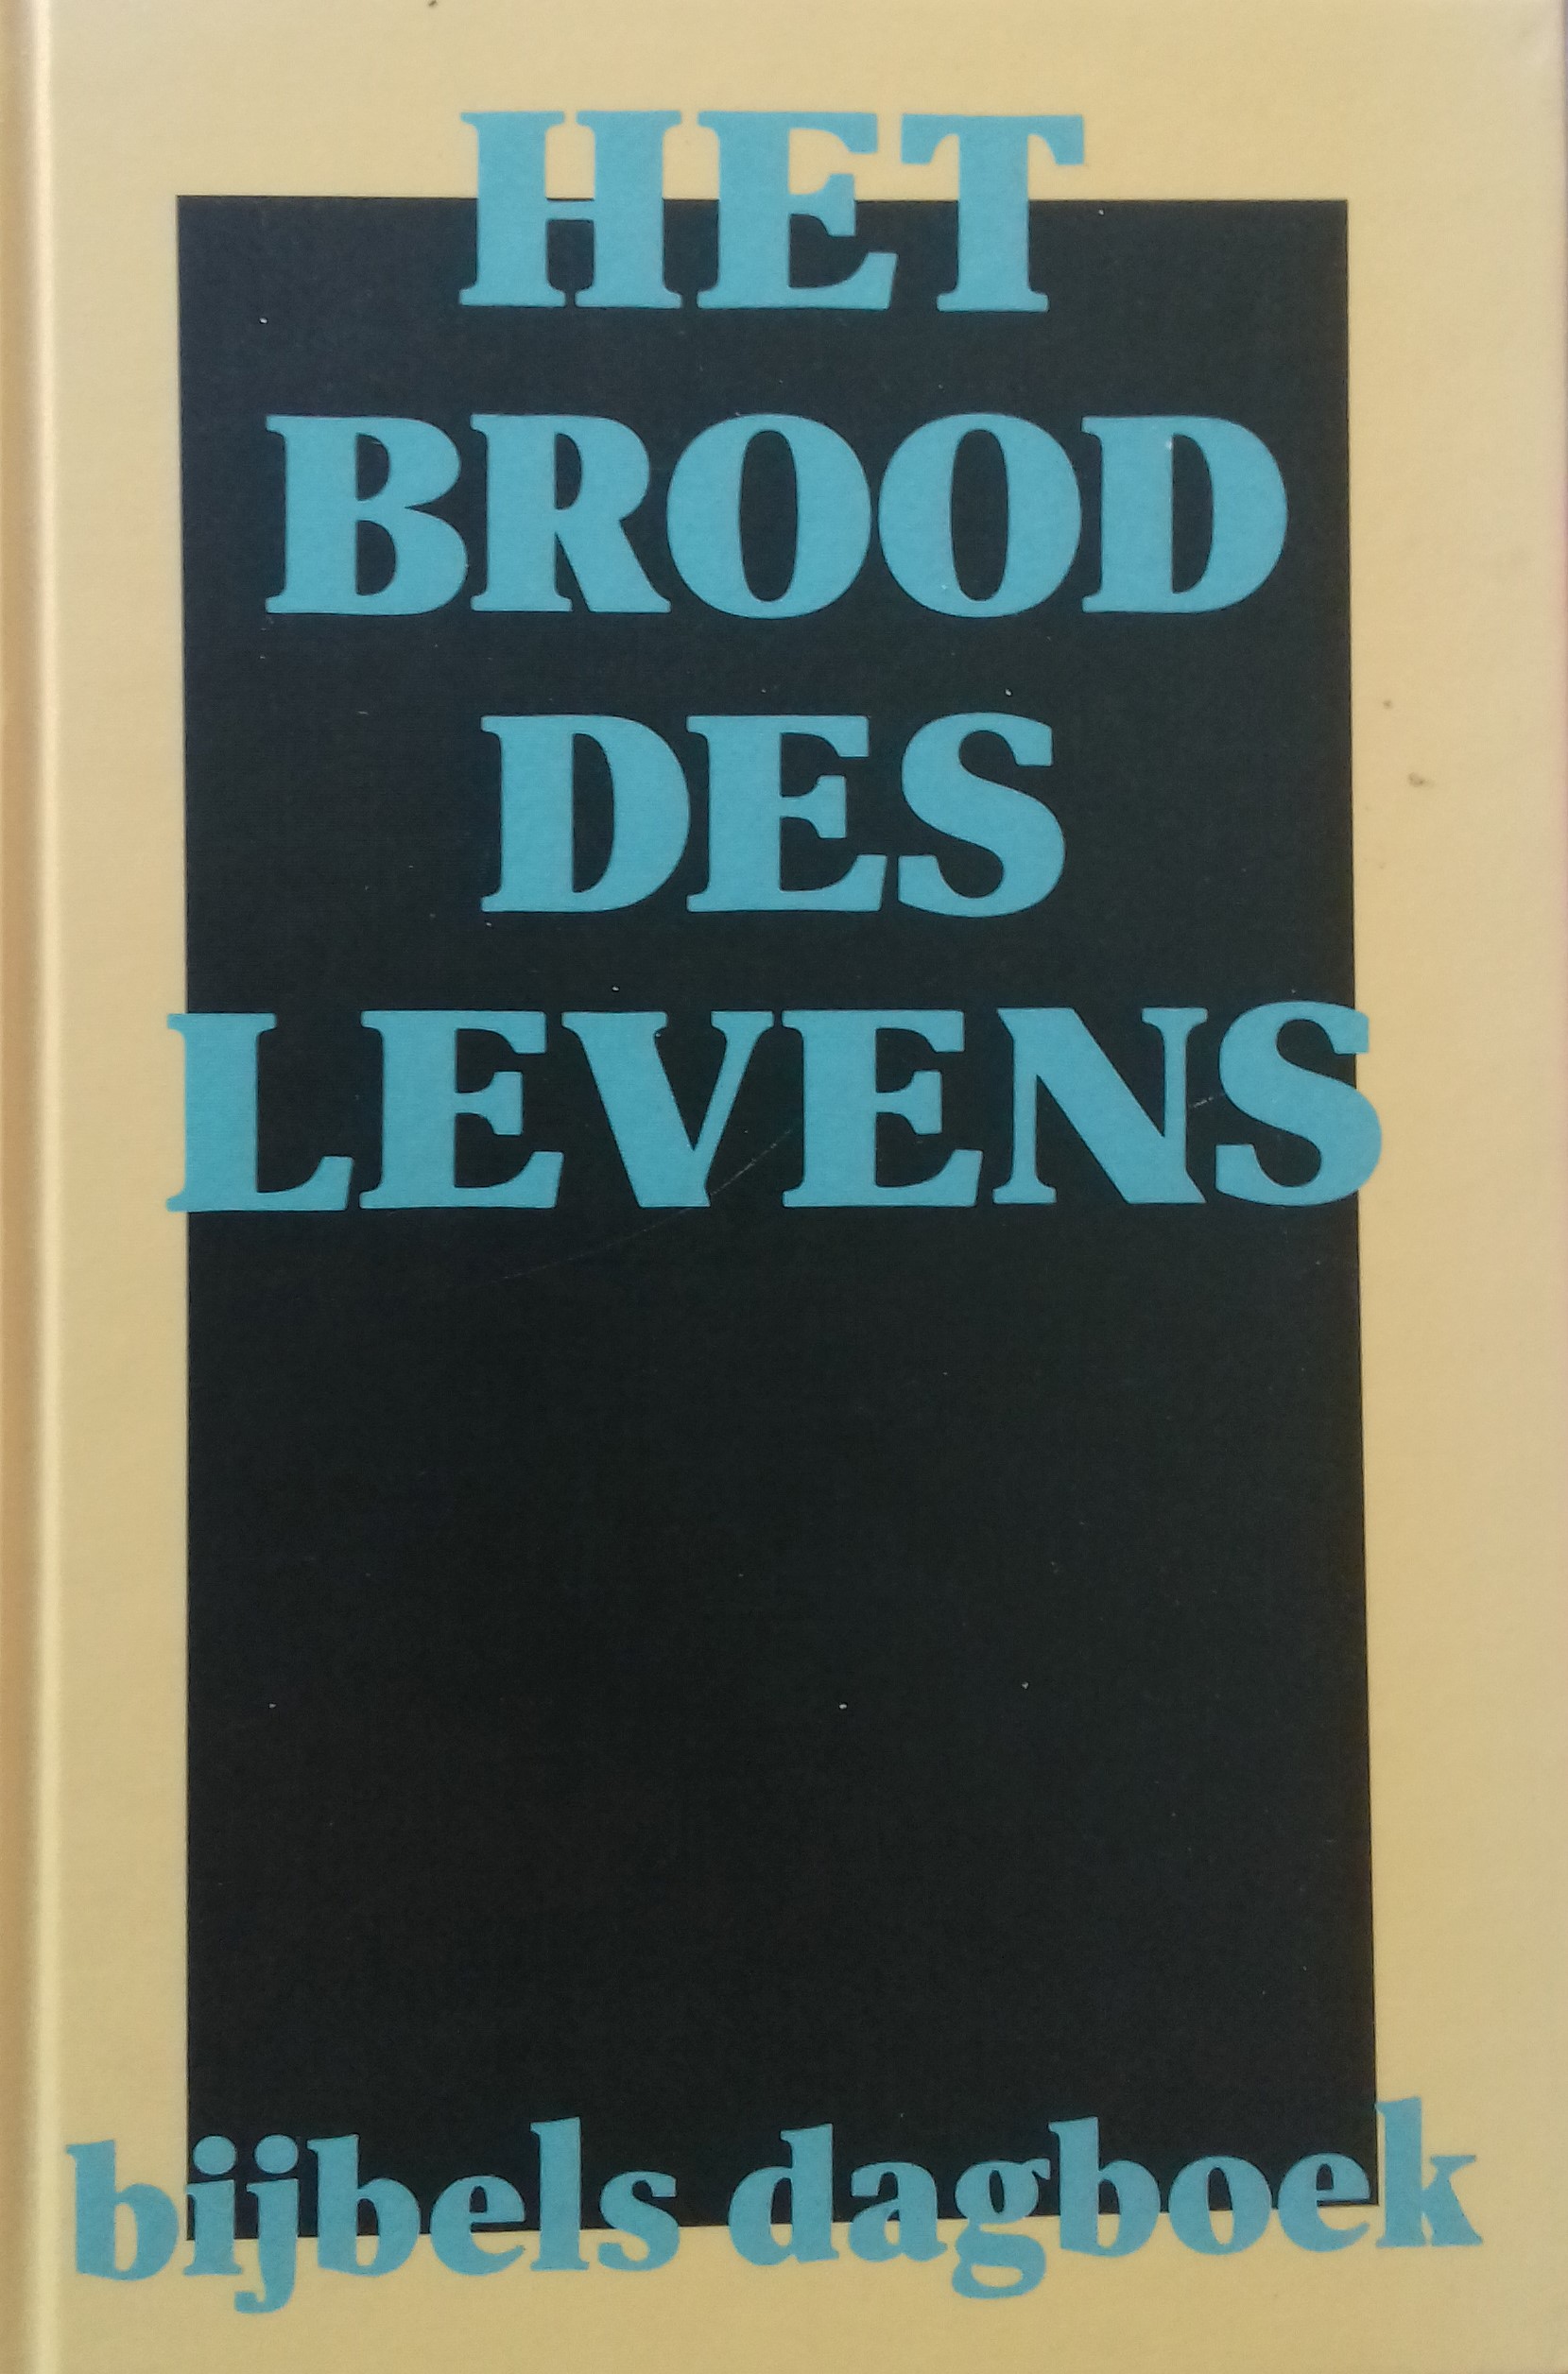 HET
BROOD
DES
LEVENS
bijbels dagboek